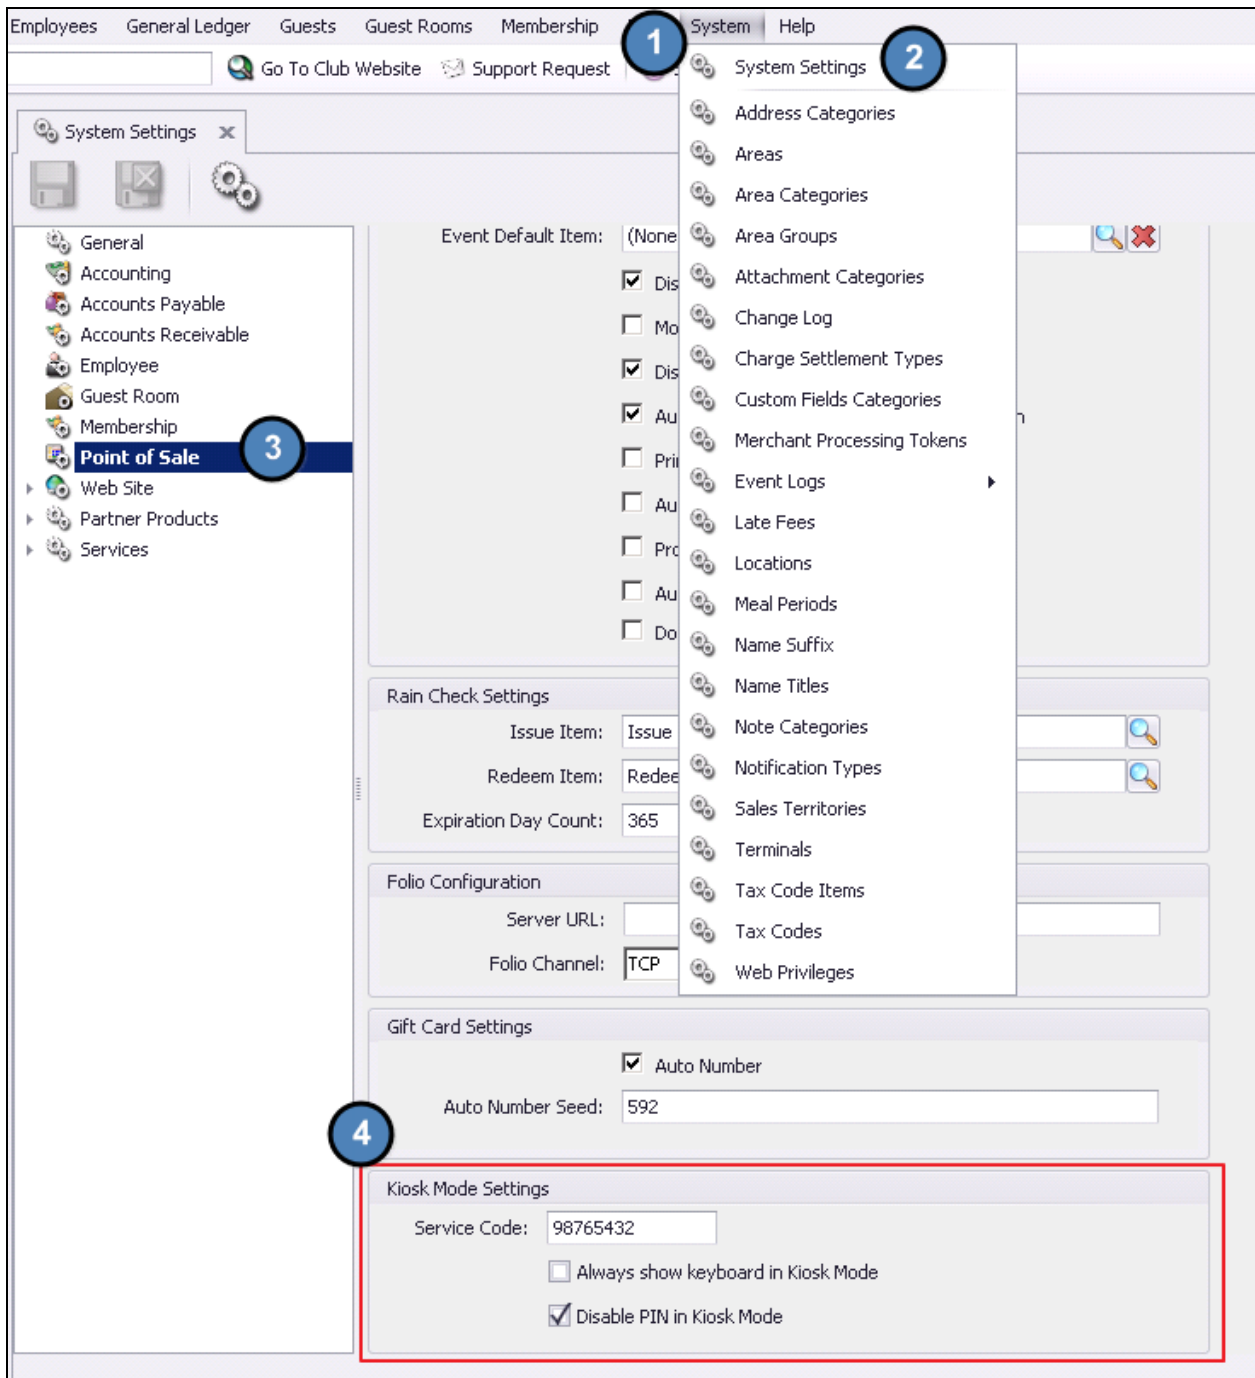 Employees General Ledger Guests Guest Rooms Membership System Help
1
2
Go To Club Website Support Request
System Settings
Address Categories
Areas
Area Categories
Area Groups
Attachment Categories
Change Log
Charge Settlement Types
Custom Fields Categories
Merchant Processing Tokens
Event Logs
Late Fees
Locations
Meal Periods
Name Suffix
Name Titles
Note Categories
Notification Types
Sales Territories
Terminals
Tax Code Items
Tax Codes
Web Privileges
System Settings
General
Accounting
Accounts Payable
Accounts Receivable
Employee
Guest Room
Membership
Point of Sale
3
Web Site
Partner Products
Services
Event Default Item: (None
Dis
Mo
Dis
Au
n
Pri
Au
Pro
Au
Do
Rain Check Settings
Issue Item: Issue
Redeem Item: Redee
Expiration Day Count: 365
Folio Configuration
Server URL:
Folio Channel: TCP
Gift Card Settings
Auto Number
Auto Number Seed: 592
4
Kiosk Mode Settings
Service Code: 98765432
Always show keyboard in Kiosk Mode
Disable PIN in Kiosk Mode